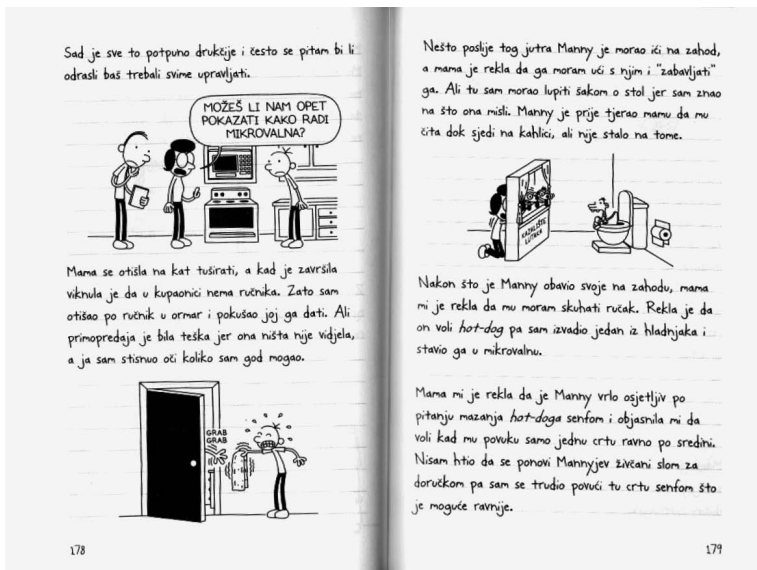 Sad je sve to potpuno drukčije i često se pitam bi li
odrasli baš trebali svime upravljati.
MOŽEŠ LI NAM OPET
POKAZATI KAKO RADI
MIKROVALNA?
Mama se otišla na kat tuširati, a kad je završila
viknula je da u kupaonici nema ručnika. Zato sam
otišao po ručnik u ormar i pokušao joj ga dati. Ali
primopredaja je bila teška jer ona ništa nije vidjela,
a ja sam stisnuo oči koliko sam god mogao.
GRAB
GRAB
178
Nešto poslije tog jutra Manny je morao ići na zahod,
a mama je rekla da ga moram ući s njim i "zabavljati"
ga. Ali tu sam morao lupiti šakom o stol jer sam znao
na što ona misli. Manny je prije tjerao mamu da mu
čita dok sjedi na kahlici, ali nije stalo na tome.
KAZALIŠTE
LUTAKA
Nakon što je Manny obavio svoje na zahodu, mama
mi je rekla da mu moram skuhati ručak. Rekla je da
on voli hot-dog pa sam izvadio jedan iz hladnjaka i
stavio ga u mikrovalnu.
Mama mi je rekla da je Manny vrlo osjetljiv po
pitanju mazanja hot-doga senfom i objasnila mi da
voli kad mu povuku samo jednu crtu ravno po sredini.
Nisam htio da se ponovi Mannyjev živčani slom za
doručkom pa sam se trudio povući tu crtu senfom što
je moguće ravnije.
179